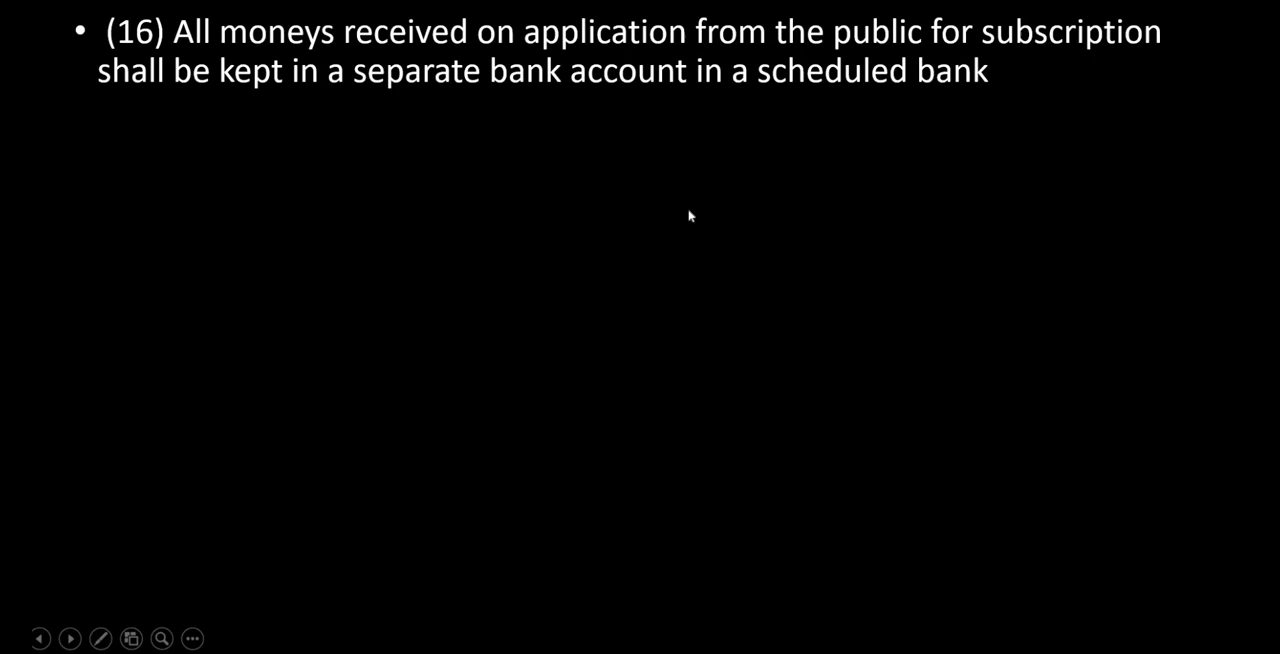 • (16) All moneys received on application from the public for subscription
shall be kept in a separate bank account in a scheduled bank